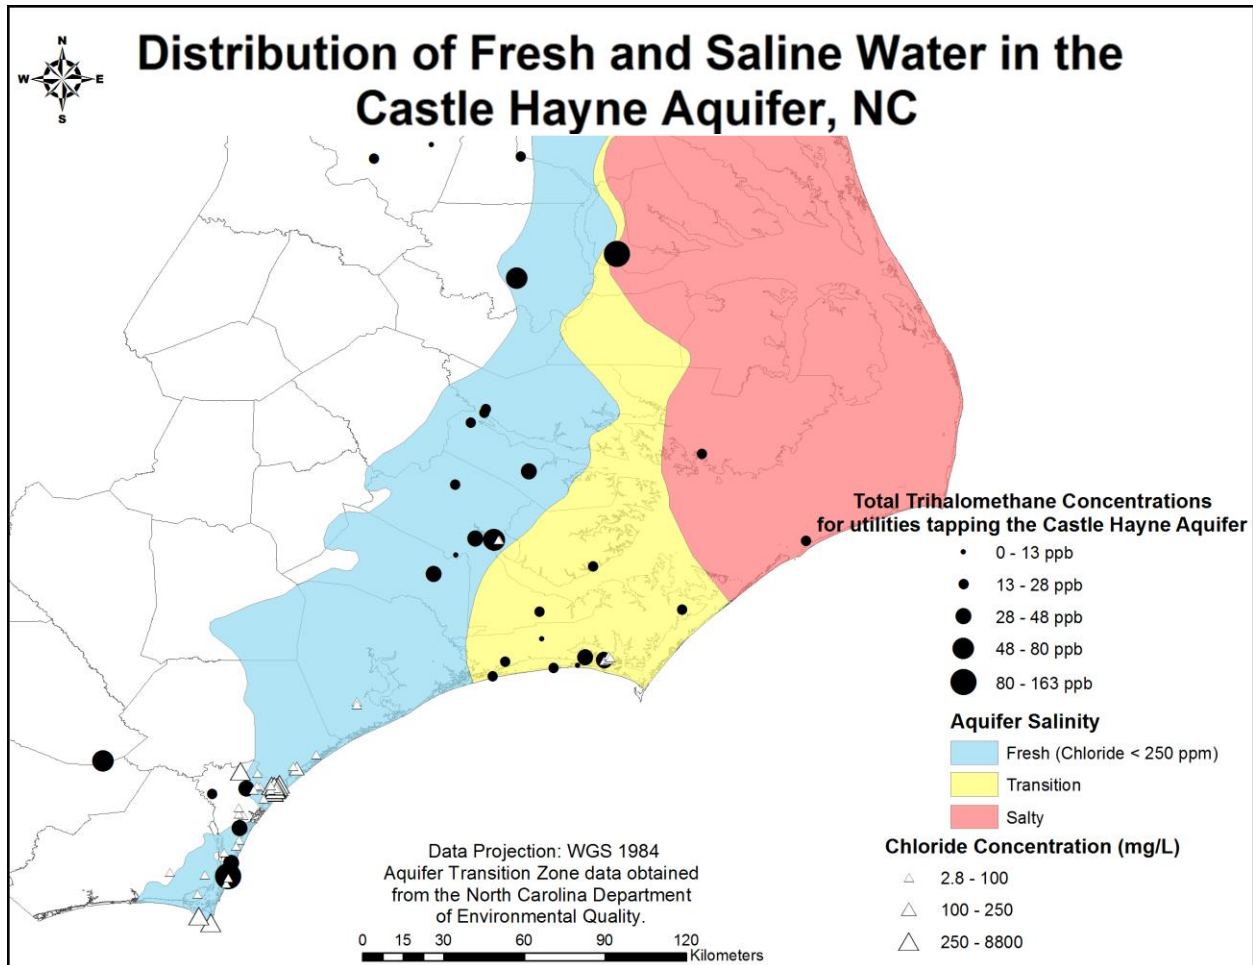 Distribution of Fresh and Saline Water in the
Castle Hayne Aquifer, NC
N
W
E
S
Total Trihalomethane Concentrations
for utilities tapping the Castle Hayne Aquifer
0 - 13 ppb
13 - 28 ppb
28 - 48 ppb
48 - 80 ppb
80 - 163 ppb
Aquifer Salinity
Fresh (Chloride < 250 ppm)
Transition
Salty
Chloride Concentration (mg/L)
2.8 - 100
100 - 250
250 - 8800
Data Projection: WGS 1984
Aquifer Transition Zone data obtained
from the North Carolina Department
of Environmental Quality.
0 15 30 60 90 120
Kilometers